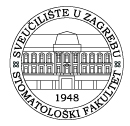 SVEUČILIŠTE U ZAGREBU
1948
STOMATOLOŠKI FAKULTET